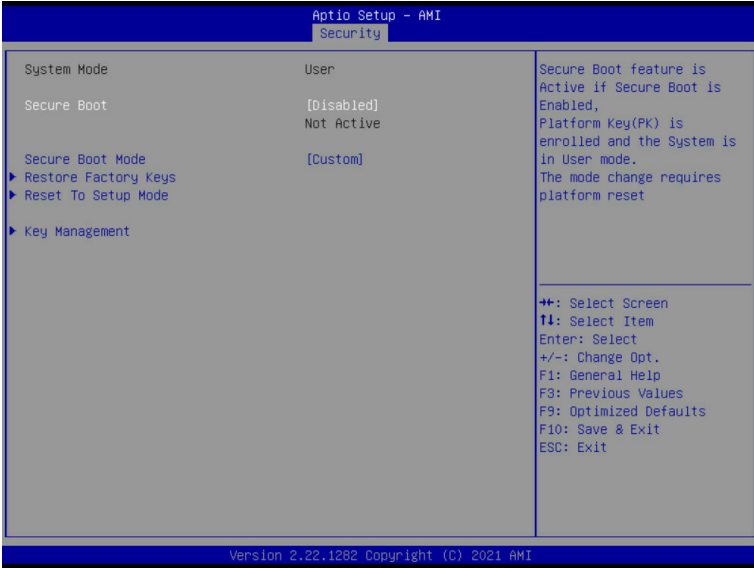 Aptio Setup - AMI
Security
System Mode User
Secure Boot [Disabled]
Not Active
Secure Boot Mode [Custom]
▶ Restore Factory Keys
▶ Reset To Setup Mode
▶ Key Management
Secure Boot feature is
Active if Secure Boot is
Enabled,
Platform Key(PK) is
enrolled and the System is
in User mode.
The mode change requires
platform reset
→←: Select Screen
↑↓: Select Item
Enter: Select
+/-: Change Opt.
F1: General Help
F3: Previous Values
F9: Optimized Defaults
F10: Save & Exit
ESC: Exit
Version 2.22.1282 Copyright (C) 2021 AMI